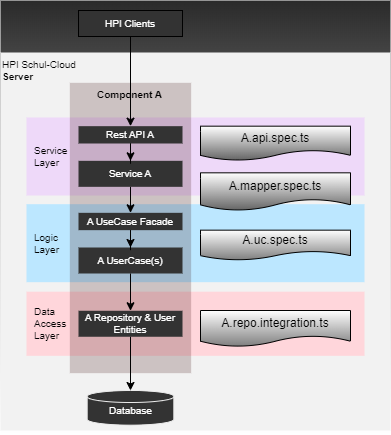 HPI Clients
HPI Schul-Cloud
Server
Component A
Rest API A
A.api.spec.ts
Service
Layer
Service A
A.mapper.spec.ts
A UseCase Facade
Logic
Layer
A.uc.spec.ts
A UserCase(s)
Data
Access
Layer
A Repository & User
Entities
A.repo.integration.ts
Database